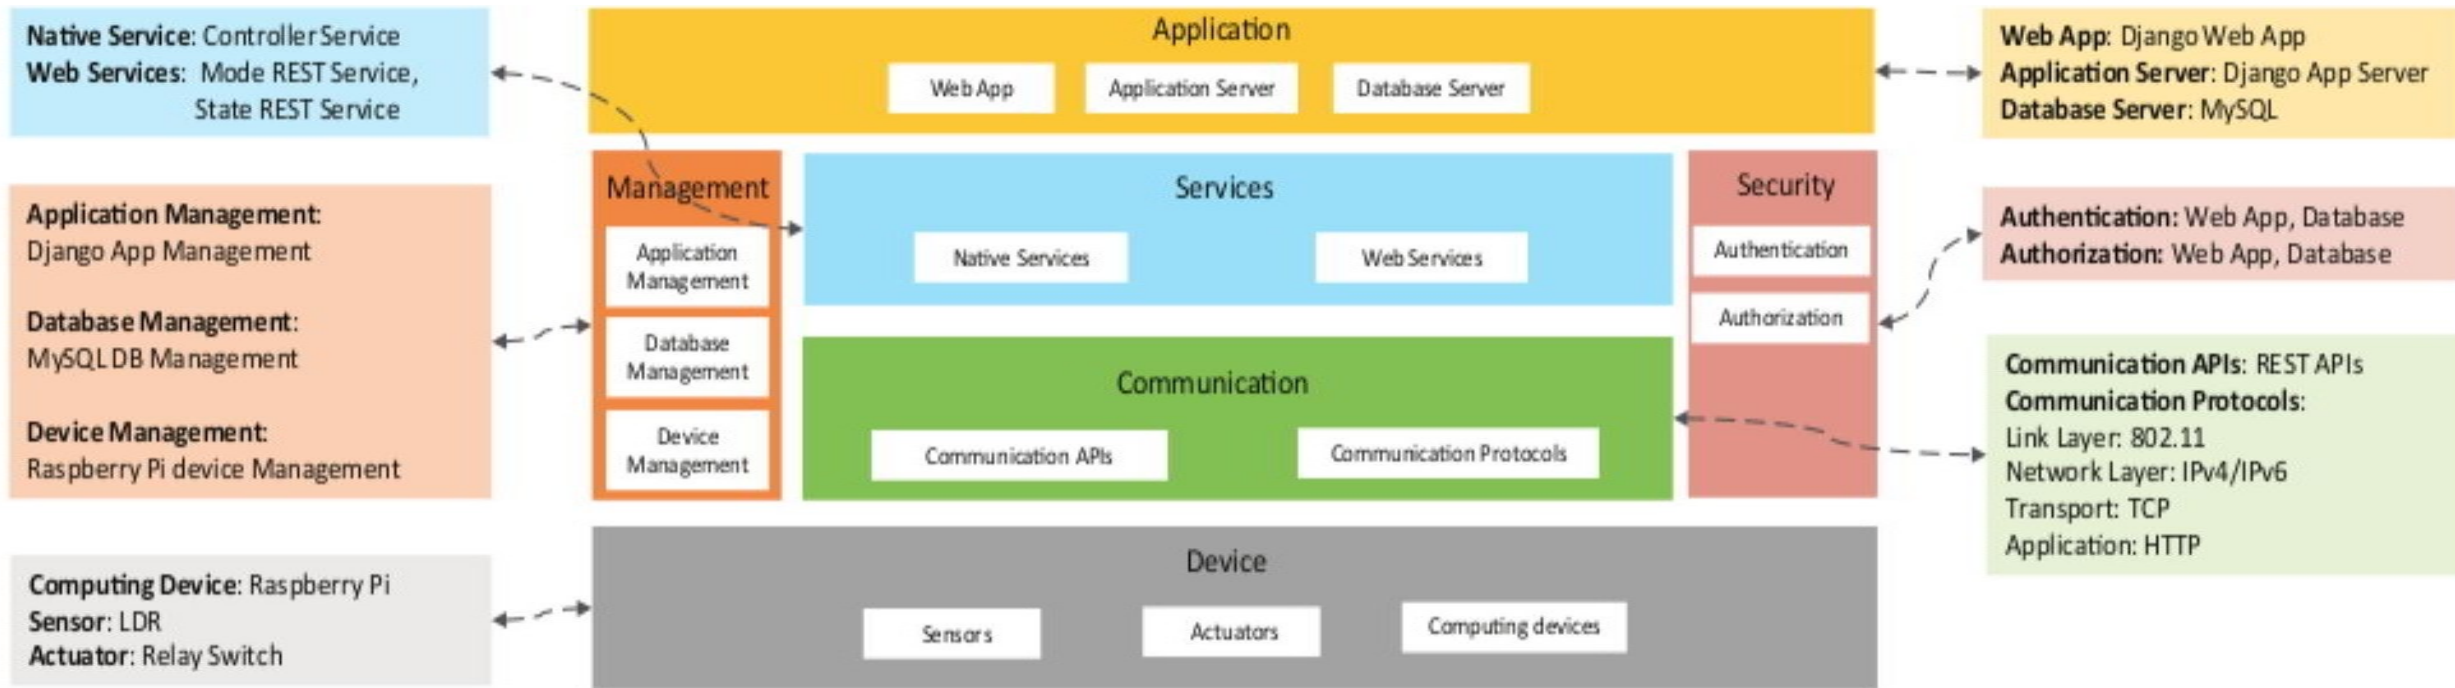 Native Service: Controller Service
Web Services: Mode REST Service,
State REST Service
Application Management:
Django App Management
Database Management:
MySQL DB Management
Device Management:
Raspberry Pi device Management
Computing Device: Raspberry Pi
Sensor: LDR
Actuator: Relay Switch
Application
Web App
Application Server
Database Server
Management
Application
Management
Database
Management
Device
Management
Services
Native Services
Web Services
Communication
Communication APIs
Communication Protocols
Security
Authentication
Authorization
Device
Sensors
Actuators
Computing devices
Web App: Django Web App
Application Server: Django App Server
Database Server: MySQL
Authentication: Web App, Database
Authorization: Web App, Database
Communication APIs: REST APIs
Communication Protocols:
Link Layer: 802.11
Network Layer: IPv4/IPv6
Transport: TCP
Application: HTTP